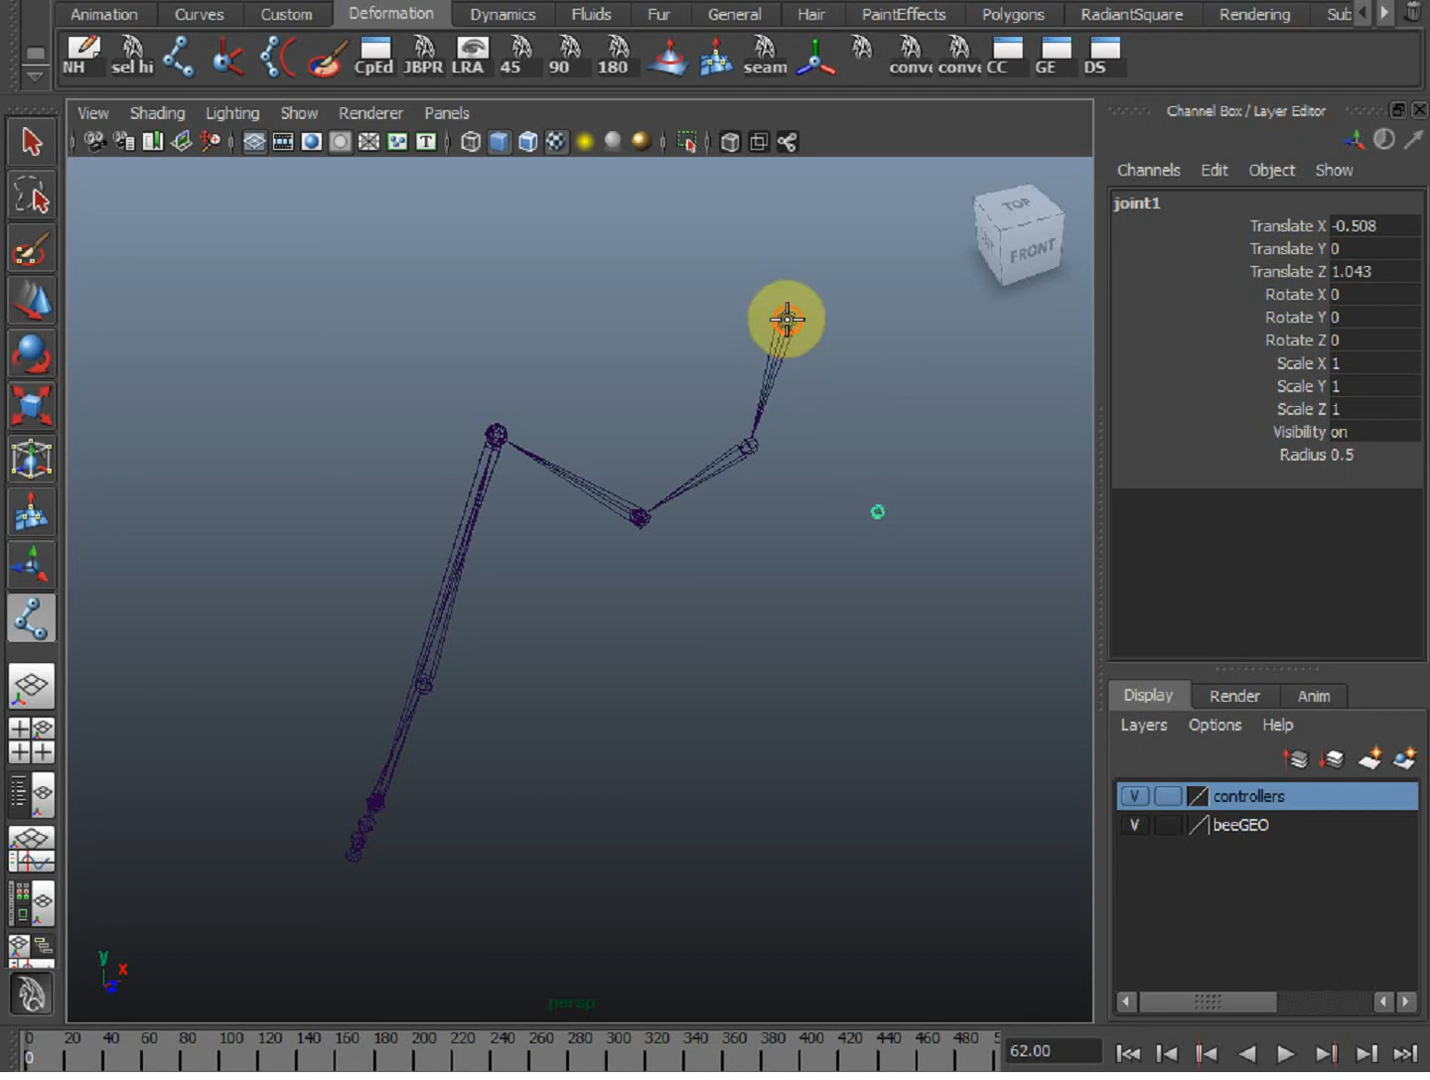 Animation Curves Custom Deformation Dynamics Fluids Fur General Hair PaintEffects Polygons RadiantSquare Rendering Sub
NH sel hi CpEd JBPR LRA 45 90 180 seam conve conve CC GE DS
View Shading Lighting Show Renderer Panels
Channel Box / Layer Editor
Channels Edit Object Show
joint1
Translate X -0.508
Translate Y 0
Translate Z 1.043
Rotate X 0
Rotate Y 0
Rotate Z 0
Scale X 1
Scale Y 1
Scale Z 1
Visibility on
Radius 0.5
TOP
FRONT
Display Render Anim
Layers Options Help
V controllers
V beeGEO
y
x
z
persp
0 20 40 60 80 100 120 140 160 180 200 220 240 260 280 300 320 340 360 380 400 420 440 460 480 5
0
62.00